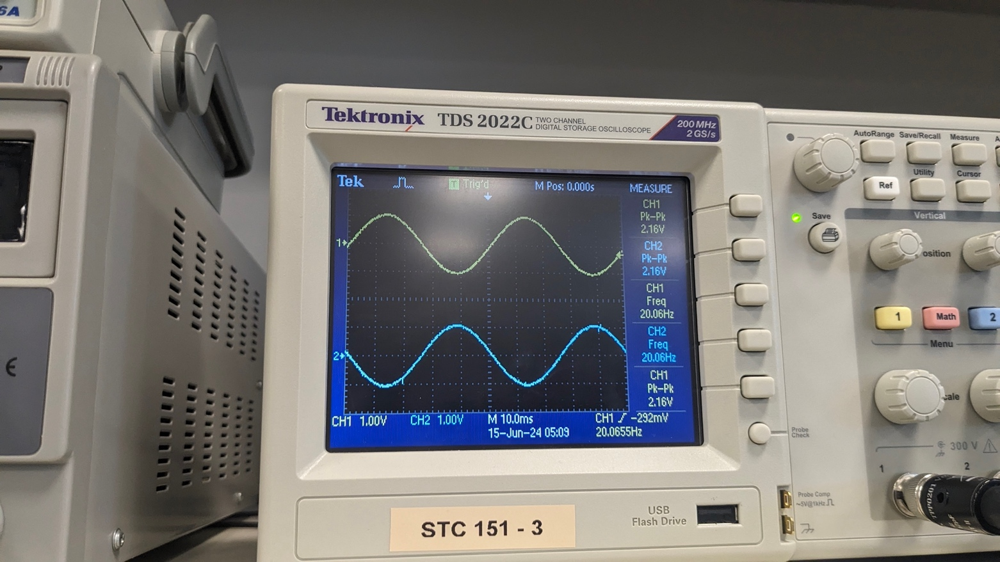 6A
Tektronix TDS 2022C TWO CHANNEL
DIGITAL STORAGE OSCILLOSCOPE
200 MHz
2 GS/s
Tek
T Trig'd
M Pos: 0.000s
MEASURE
CH1
Pk-Pk
2.16V
CH2
Pk-Pk
2.16V
CH1
Freq
20.06Hz
CH2
Freq
20.06Hz
CH1
Pk-Pk
2.16V
1
2
CH1 1.00V
CH2 1.00V
M 10.0ms
CH1
-292mV
15-Jun-24 05:09
20.0655Hz
AutoRange
Save/Recall
Measure
Ref
Utility
Cursor
Save
Vertical
osition
1
Math
2
Menu
cale
Probe
Check
300 V
1
2
Probe Comp
~5V@1kHz
TPP0201
USB
Flash Drive
STC 151 - 3
CE